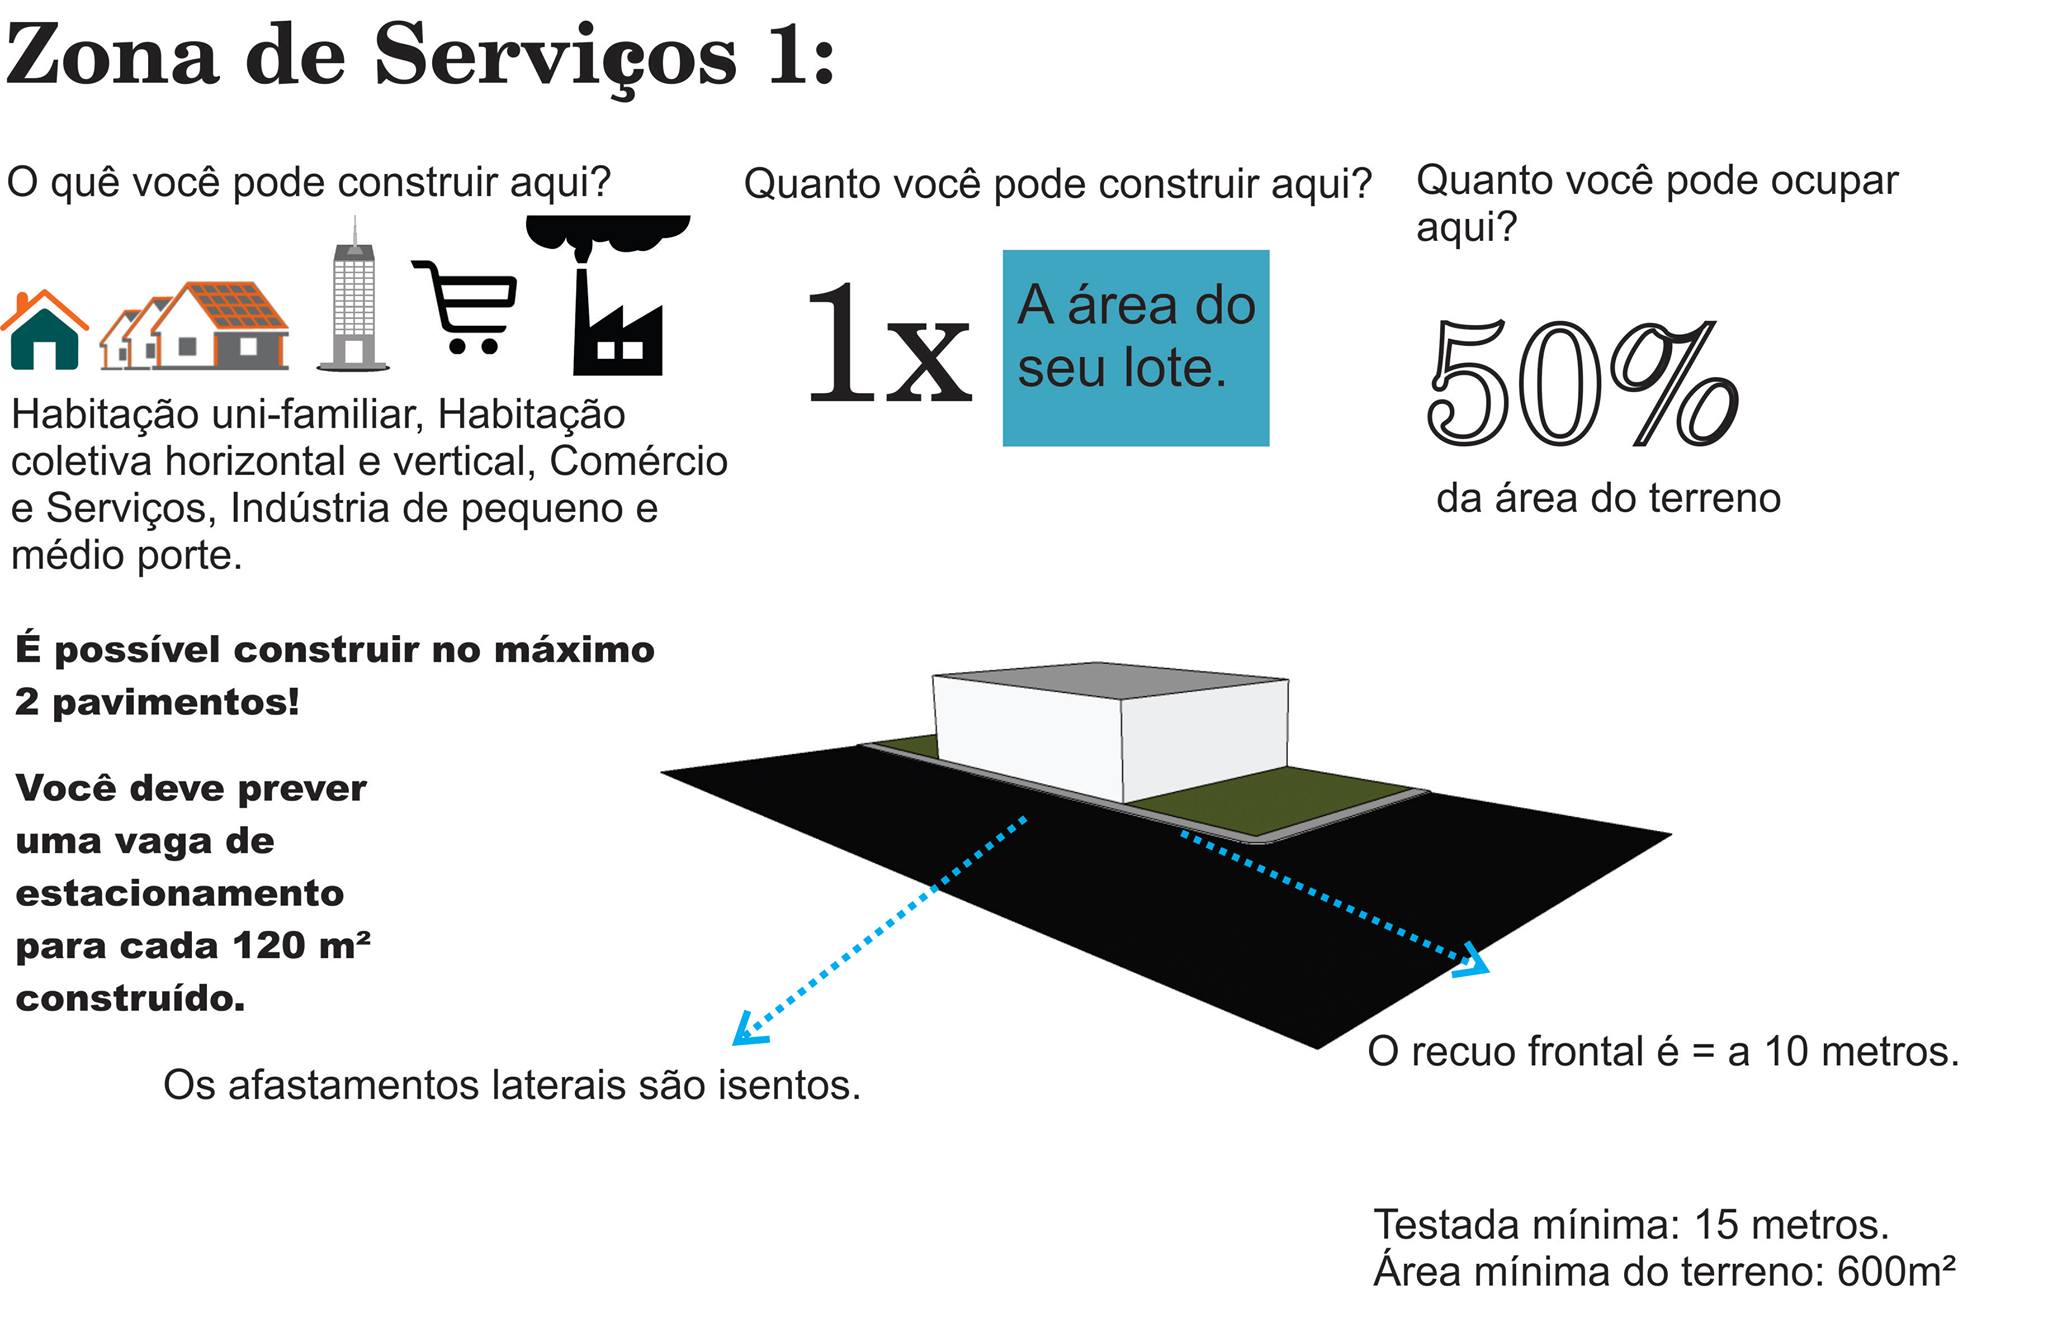 Zona de Serviços 1:
O quê você pode construir aqui?
Habitação uni-familiar, Habitação
coletiva horizontal e vertical, Comércio
e Serviços, Indústria de pequeno e
médio porte.
Quanto você pode construir aqui?
1x
A área do
seu lote.
Quanto você pode ocupar
aqui?
50%
da área do terreno
É possível construir no máximo
2 pavimentos!
Você deve prever
uma vaga de
estacionamento
para cada 120 m²
construído.
Os afastamentos laterais são isentos.
O recuo frontal é = a 10 metros.
Testada mínima: 15 metros.
Área mínima do terreno: 600m²